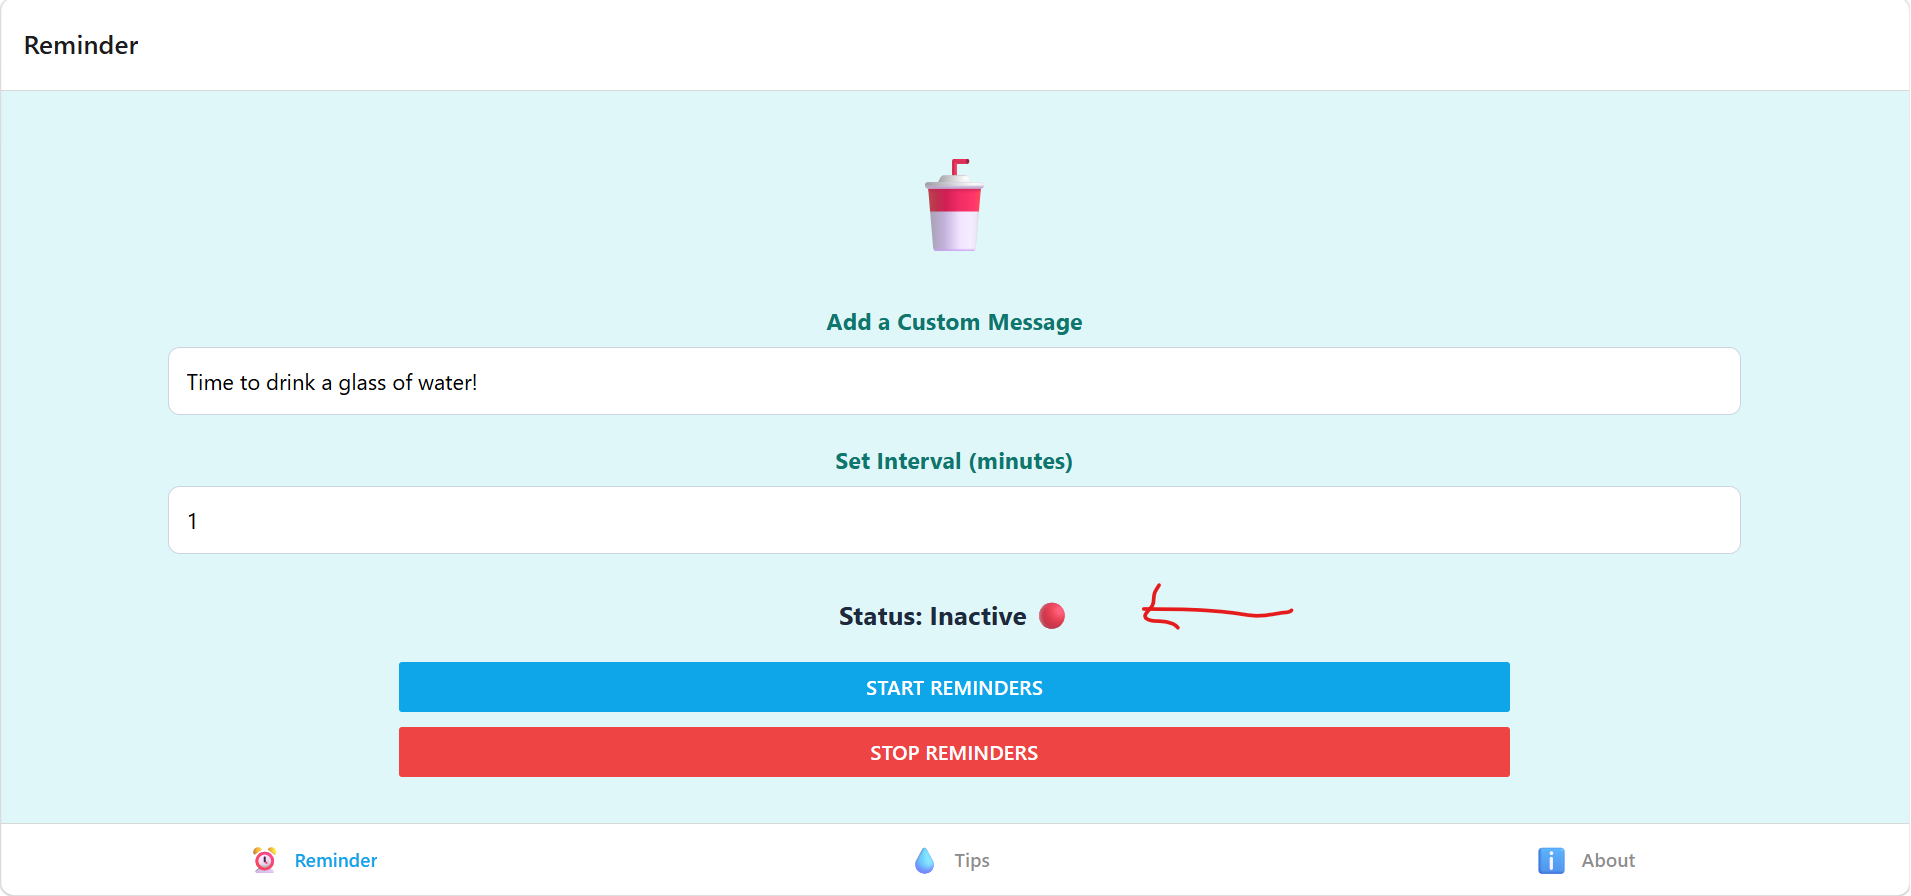 Reminder
Add a Custom Message
Time to drink a glass of water!
Set Interval (minutes)
1
Status: Inactive
START REMINDERS
STOP REMINDERS
Reminder
Tips
About